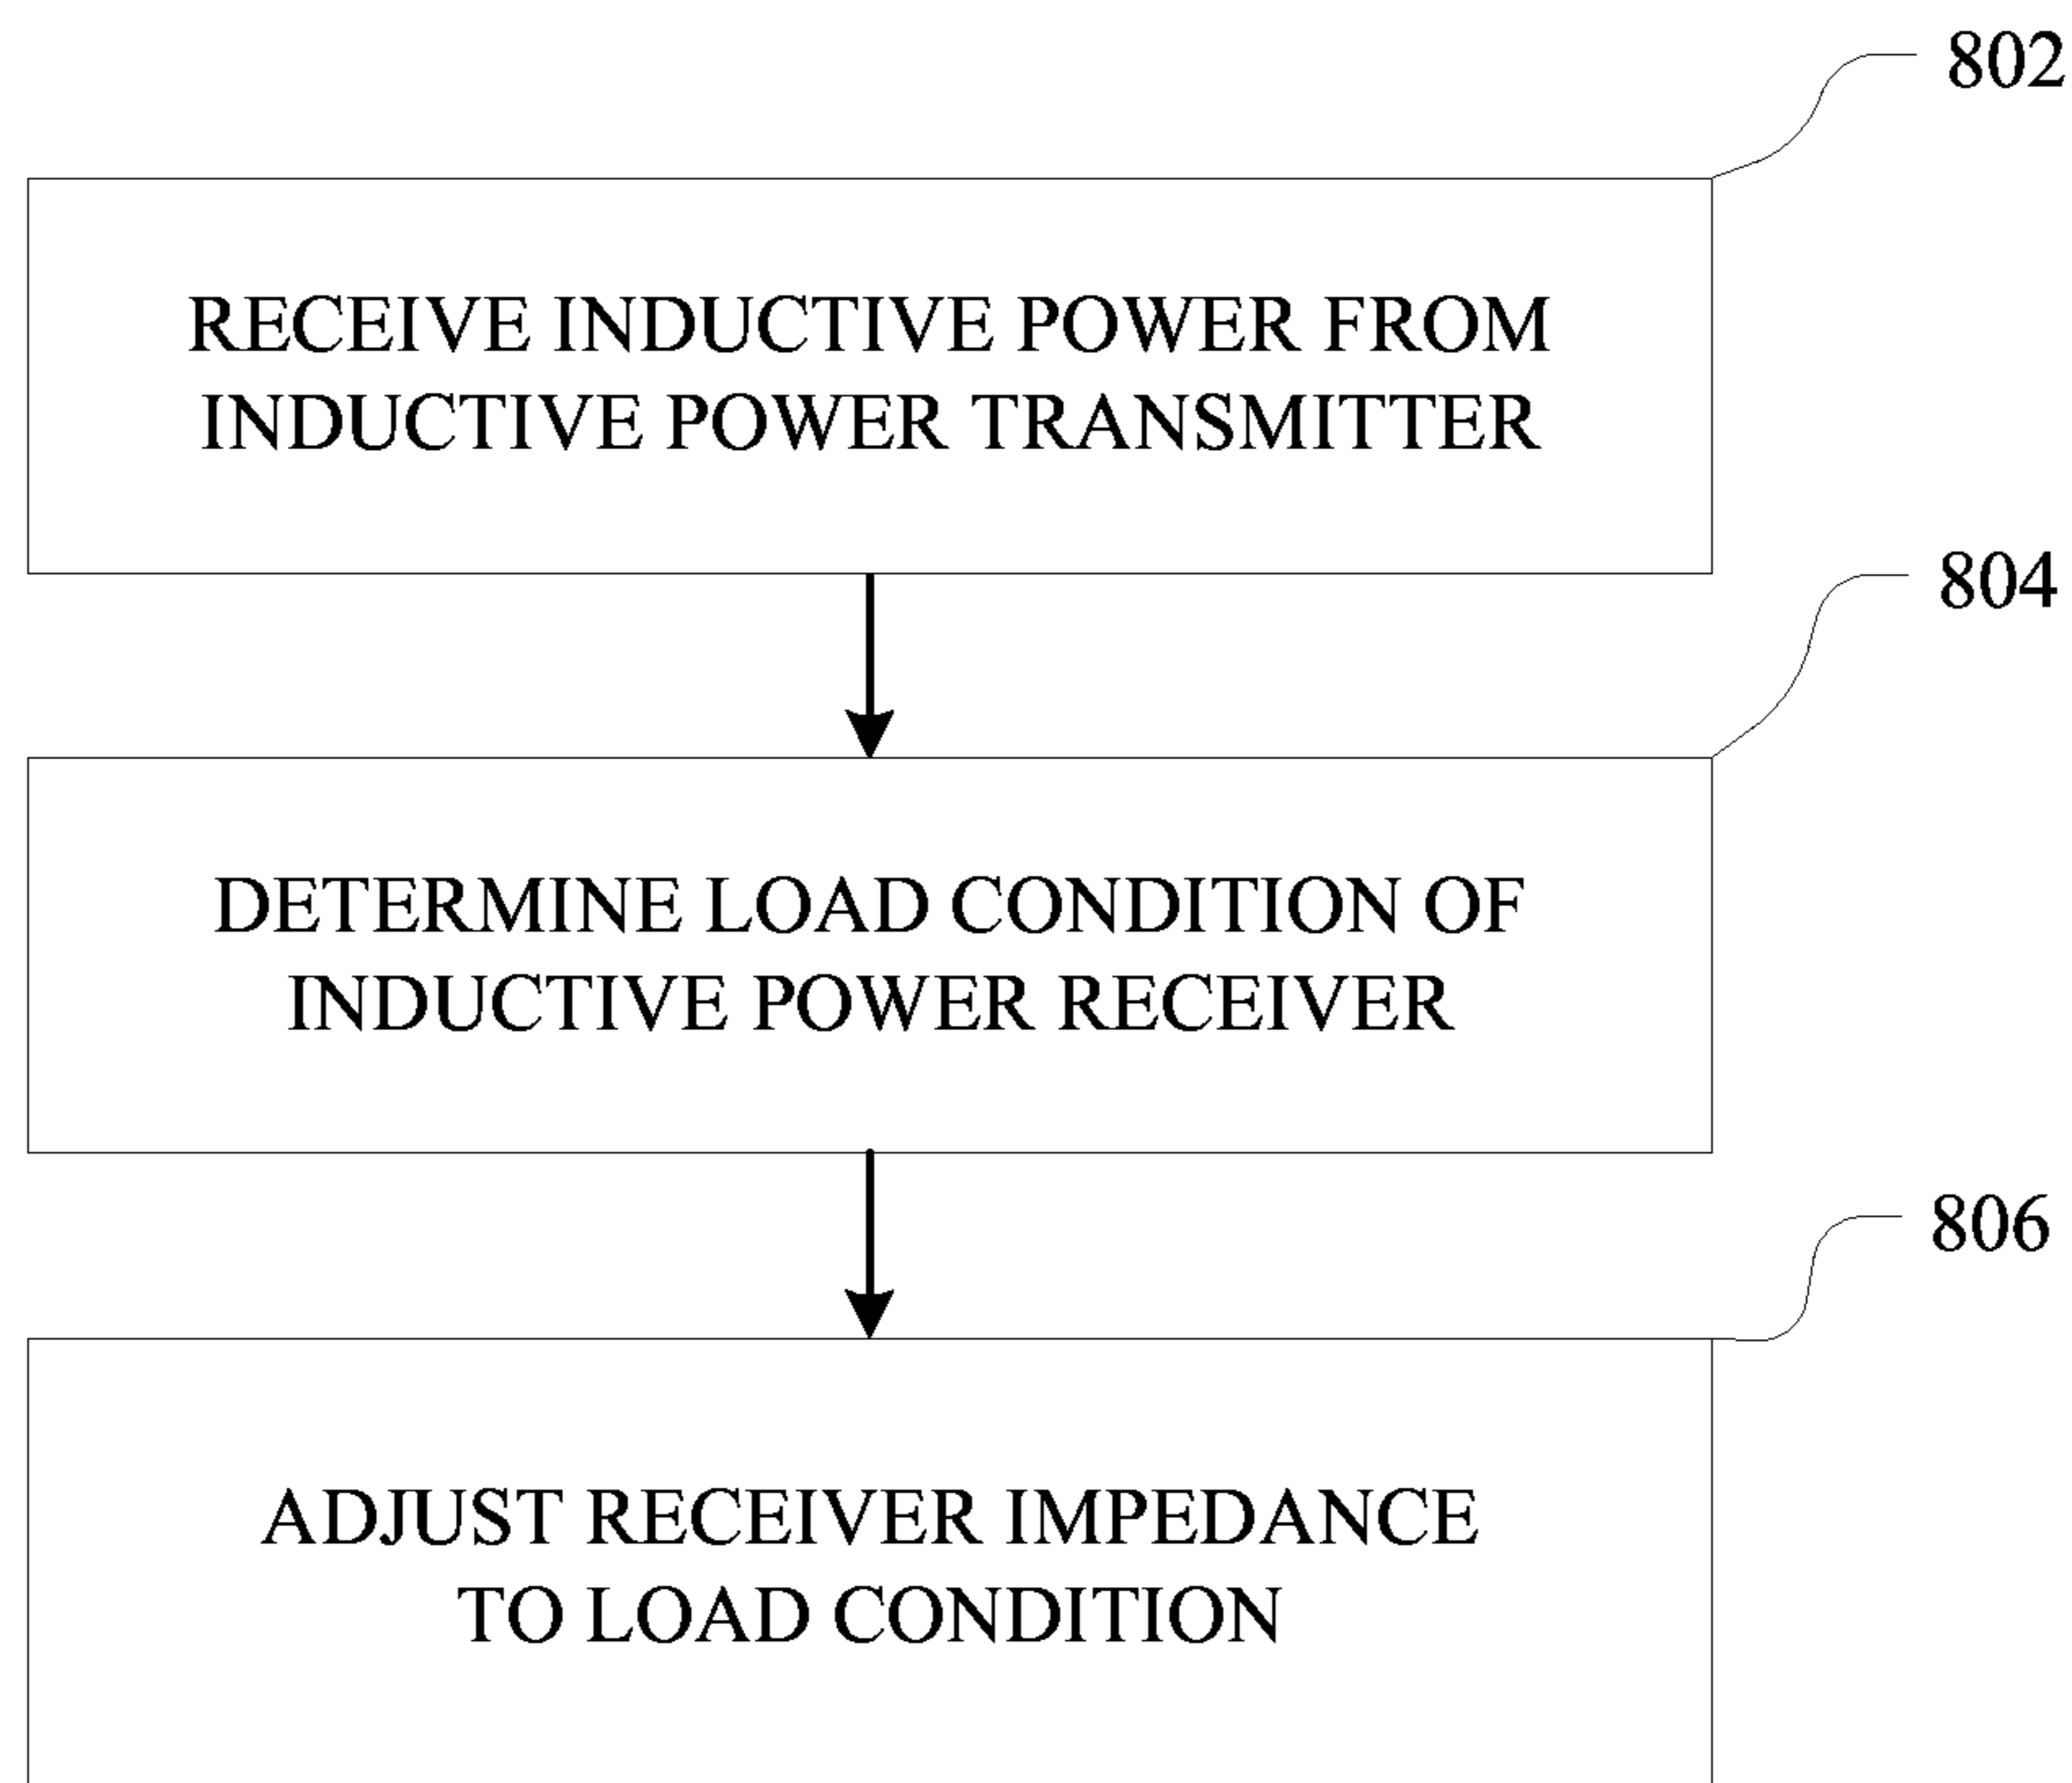 802
RECEIVE INDUCTIVE POWER FROM
INDUCTIVE POWER TRANSMITTER
804
DETERMINE LOAD CONDITION OF
INDUCTIVE POWER RECEIVER
806
ADJUST RECEIVER IMPEDANCE
TO LOAD CONDITION